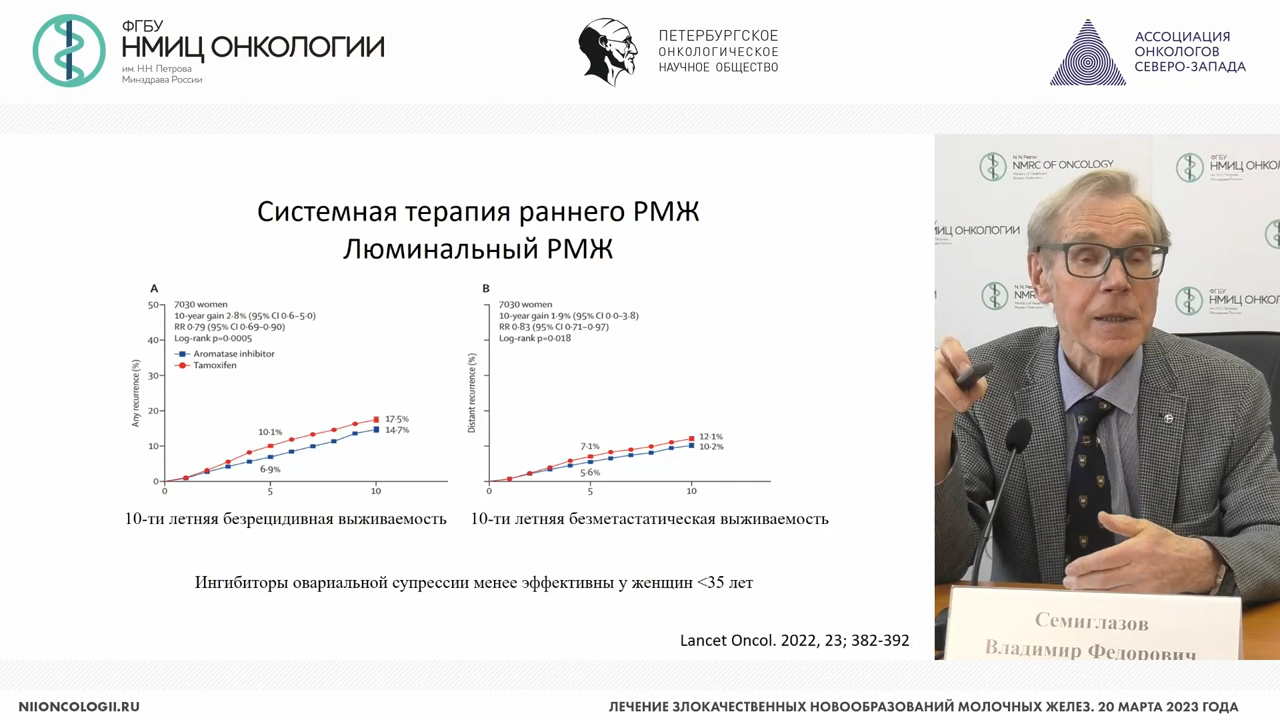 ФГБУ
НМИЦ ОНКОЛОГИИ
им. Н.Н. Петрова
Минздрава России
ПЕТЕРБУРГСКОЕ
ОНКОЛОГИЧЕСКОЕ
НАУЧНОЕ ОБЩЕСТВО
АССОЦИАЦИЯ
ОНКОЛОГОВ
СЕВЕРО-ЗАПАДА
Системная терапия раннего РМЖ
Люминальный РМЖ
A
7030 women
10-year gain 2·8% (95% CI 0·6–5·0)
RR 0·79 (95% CI 0·69–0·90)
Log-rank p=0·0005
Aromatase inhibitor
Tamoxifen
Any recurrence (%)
50
40
30
20
10
0
10·1%
6·9%
17·5%
14·7%
0 5 10
B
7030 women
10-year gain 1·9% (95% CI 0·0–3·8)
RR 0·83 (95% CI 0·71–0·97)
Log-rank p=0·018
Distant recurrence (%)
7·1%
5·6%
12·1%
10·2%
0 5 10
10-ти летняя безрецидивная выживаемость
10-ти летняя безметастатическая выживаемость
Ингибиторы овариальной супрессии менее эффективны у женщин <35 лет
Lancet Oncol. 2022, 23; 382-392
N.N. Petrov
NMRC OF ONCOLOGY
ФГБУ
НМИЦ ОНКО
МИЦ ОНКОЛОГИИ
ФГБУ
НМИЦ ОНКОЛ
Семиглазов
Владимир Федорович
NIIONCOLOGII.RU
ЛЕЧЕНИЕ ЗЛОКАЧЕСТВЕННЫХ НОВООБРАЗОВАНИЙ МОЛОЧНЫХ ЖЕЛЕЗ. 20 МАРТА 2023 ГОДА